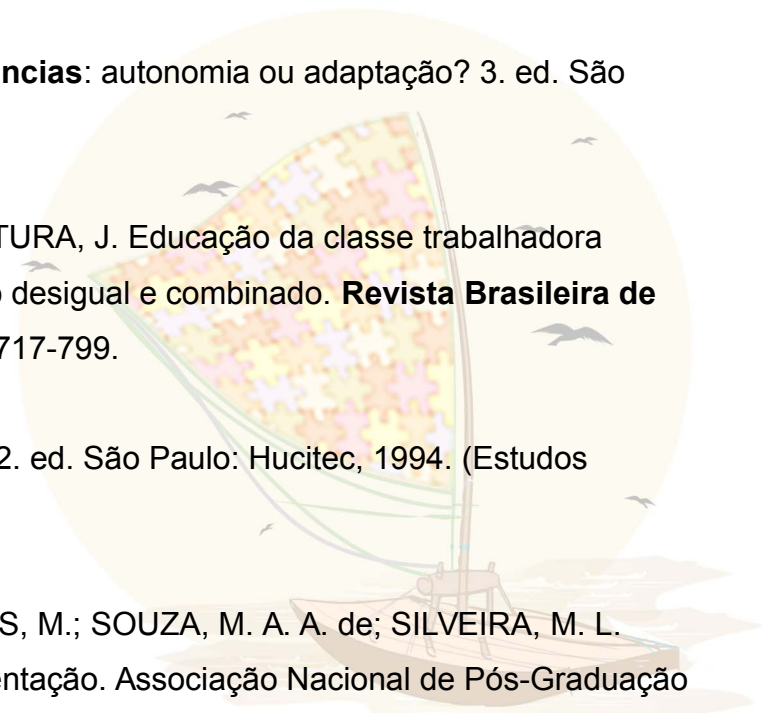 ncias: autonomia ou adaptação? 3. ed. São
TURA, J. Educação da classe trabalhadora
o desigual e combinado. Revista Brasileira de
717-799.
2. ed. São Paulo: Hucitec, 1994. (Estudos
S, M.; SOUZA, M. A. A. de; SILVEIRA, M. L.
entação. Associação Nacional de Pós-Graduação